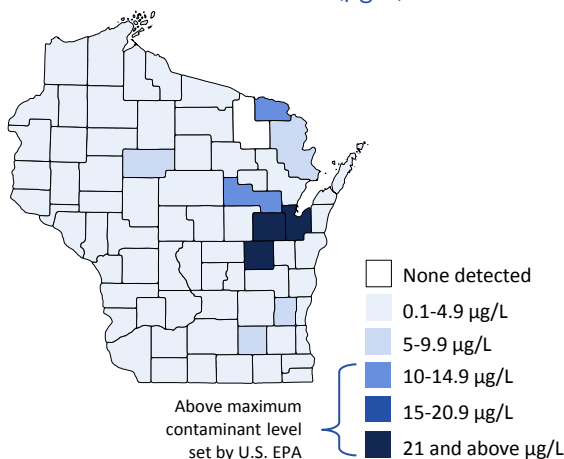 None detected
0.1-4.9 µg/L
5-9.9 µg/L
10-14.9 µg/L
15-20.9 µg/L
21 and above µg/L
Above maximum
contaminant level
set by U.S. EPA